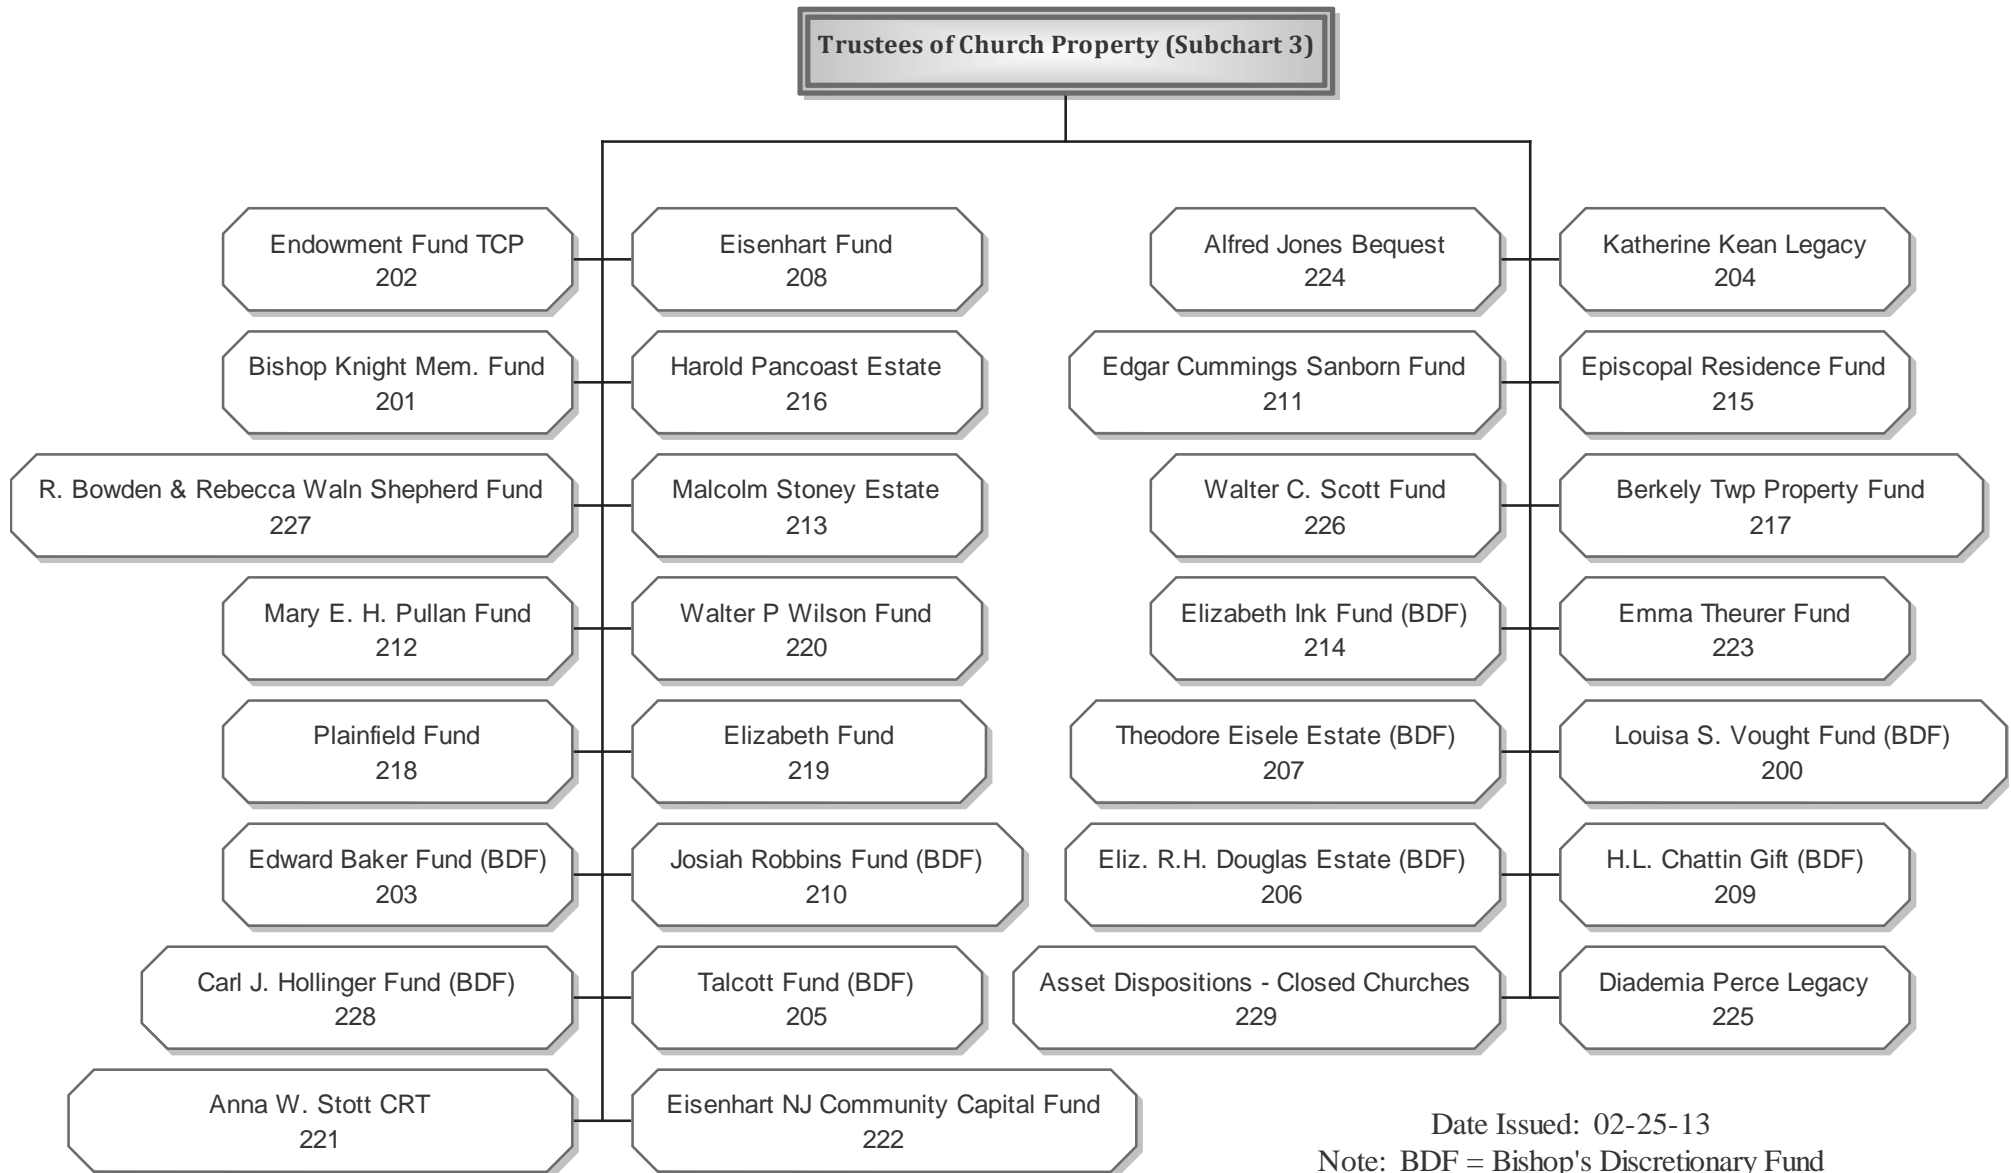 Trustees of Church Property (Subchart 3)
Endowment Fund TCP
202
Eisenhart Fund
208
Alfred Jones Bequest
224
Katherine Kean Legacy
204
Bishop Knight Mem. Fund
201
Harold Pancoast Estate
216
Edgar Cummings Sanborn Fund
211
Episcopal Residence Fund
215
R. Bowden & Rebecca Waln Shepherd Fund
227
Malcolm Stoney Estate
213
Walter C. Scott Fund
226
Berkely Twp Property Fund
217
Mary E. H. Pullan Fund
212
Walter P Wilson Fund
220
Elizabeth Ink Fund (BDF)
214
Emma Theurer Fund
223
Plainfield Fund
218
Elizabeth Fund
219
Theodore Eisele Estate (BDF)
207
Louisa S. Vought Fund (BDF)
200
Edward Baker Fund (BDF)
203
Josiah Robbins Fund (BDF)
210
Eliz. R.H. Douglas Estate (BDF)
206
H.L. Chattin Gift (BDF)
209
Carl J. Hollinger Fund (BDF)
228
Talcott Fund (BDF)
205
Asset Dispositions - Closed Churches
229
Diademia Perce Legacy
225
Anna W. Stott CRT
221
Eisenhart NJ Community Capital Fund
222
Date Issued: 02-25-13
Note: BDF = Bishop's Discretionary Fund